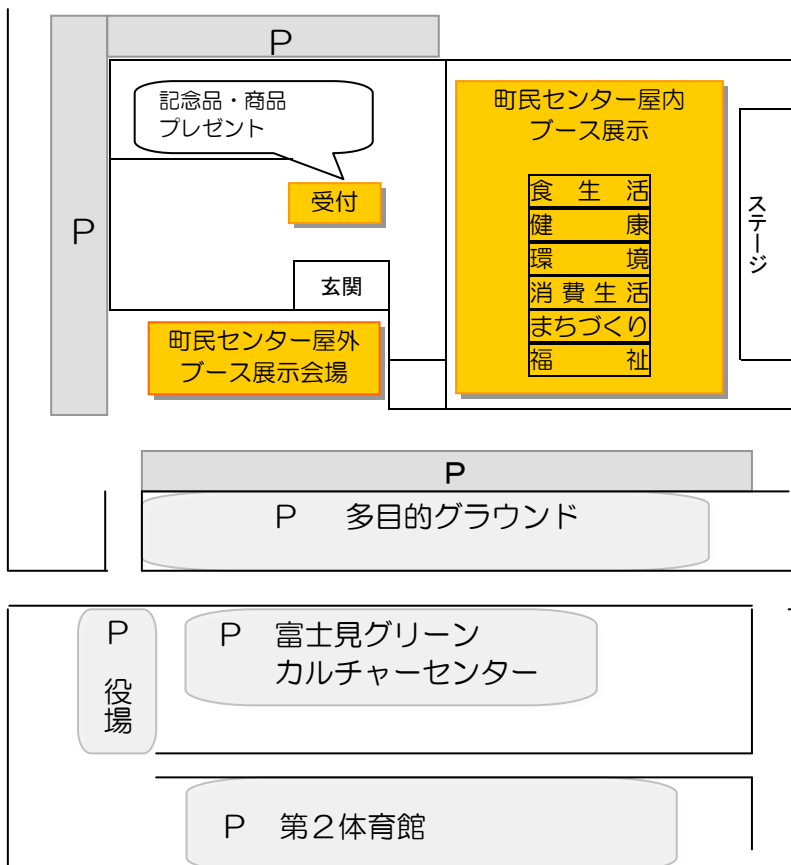 P
記念品・商品
プレゼント
町民センター屋内
ブース展示
受付
P
食生活
健康
環境
消費生活
まちづくり
福祉
ステージ
玄関
町民センター屋外
ブース展示会場
P
P 多目的グラウンド
P
役場
P 富士見グリーン
カルチャーセンター
P 第2体育館